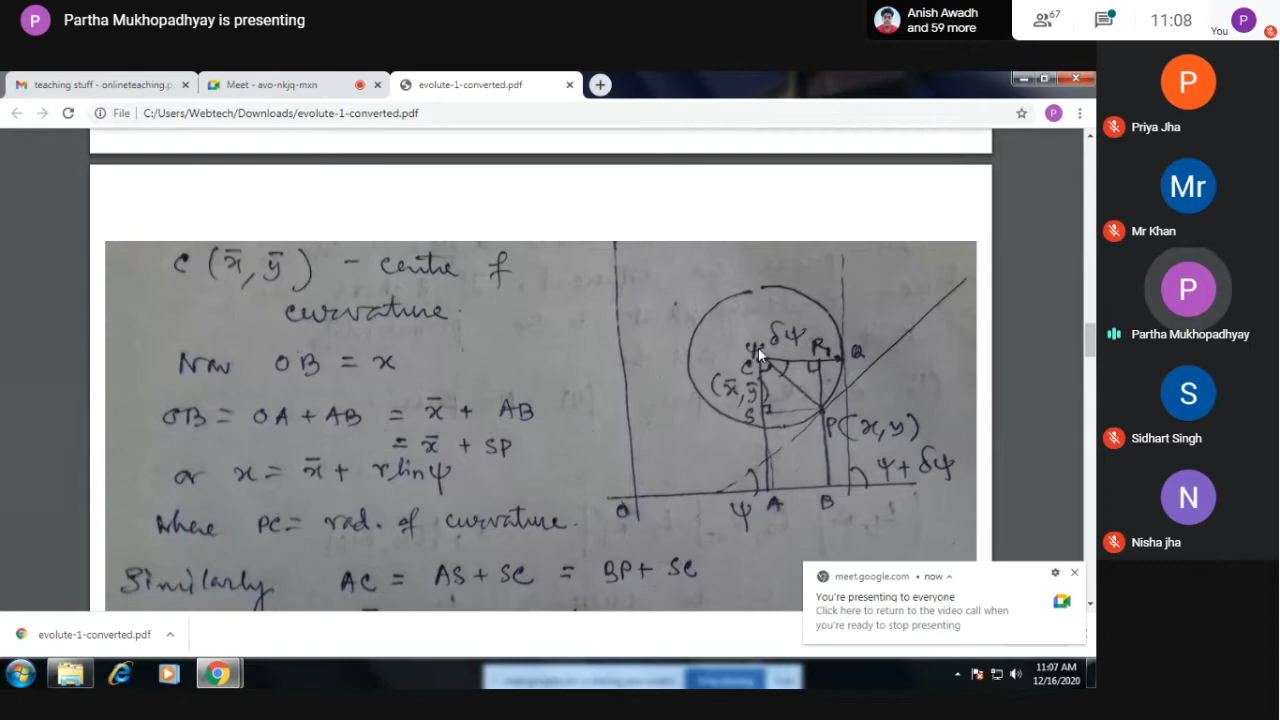 P Partha Mukhopadhyay is presenting
Anish Awadh
and 59 more
67
11:08
You P
teaching stuff - onlineteaching.p
Meet - avo-nkjq-mxn
evolute-1-converted.pdf
File C:/Users/Webtech/Downloads/evolute-1-converted.pdf
P
C (x̄, ȳ) - centre of
curvature.
Now OB = x
OB = OA + AB = x̄ + AB
= x̄ + SP
or x = x̄ + r sin ψ
where PC = rad. of curvature.
Similarly AC = AS + SC = BP + SC
ψ δψ
C R Q
(x̄, ȳ)
S P(x, y)
ψ + δψ
O ψ A B
P
Priya Jha
Mr
Mr Khan
P
Partha Mukhopadhyay
S
Sidhart Singh
N
Nisha jha
meet.google.com • now
You're presenting to everyone
Click here to return to the video call when
you're ready to stop presenting
evolute-1-converted.pdf
11:07 AM
12/16/2020